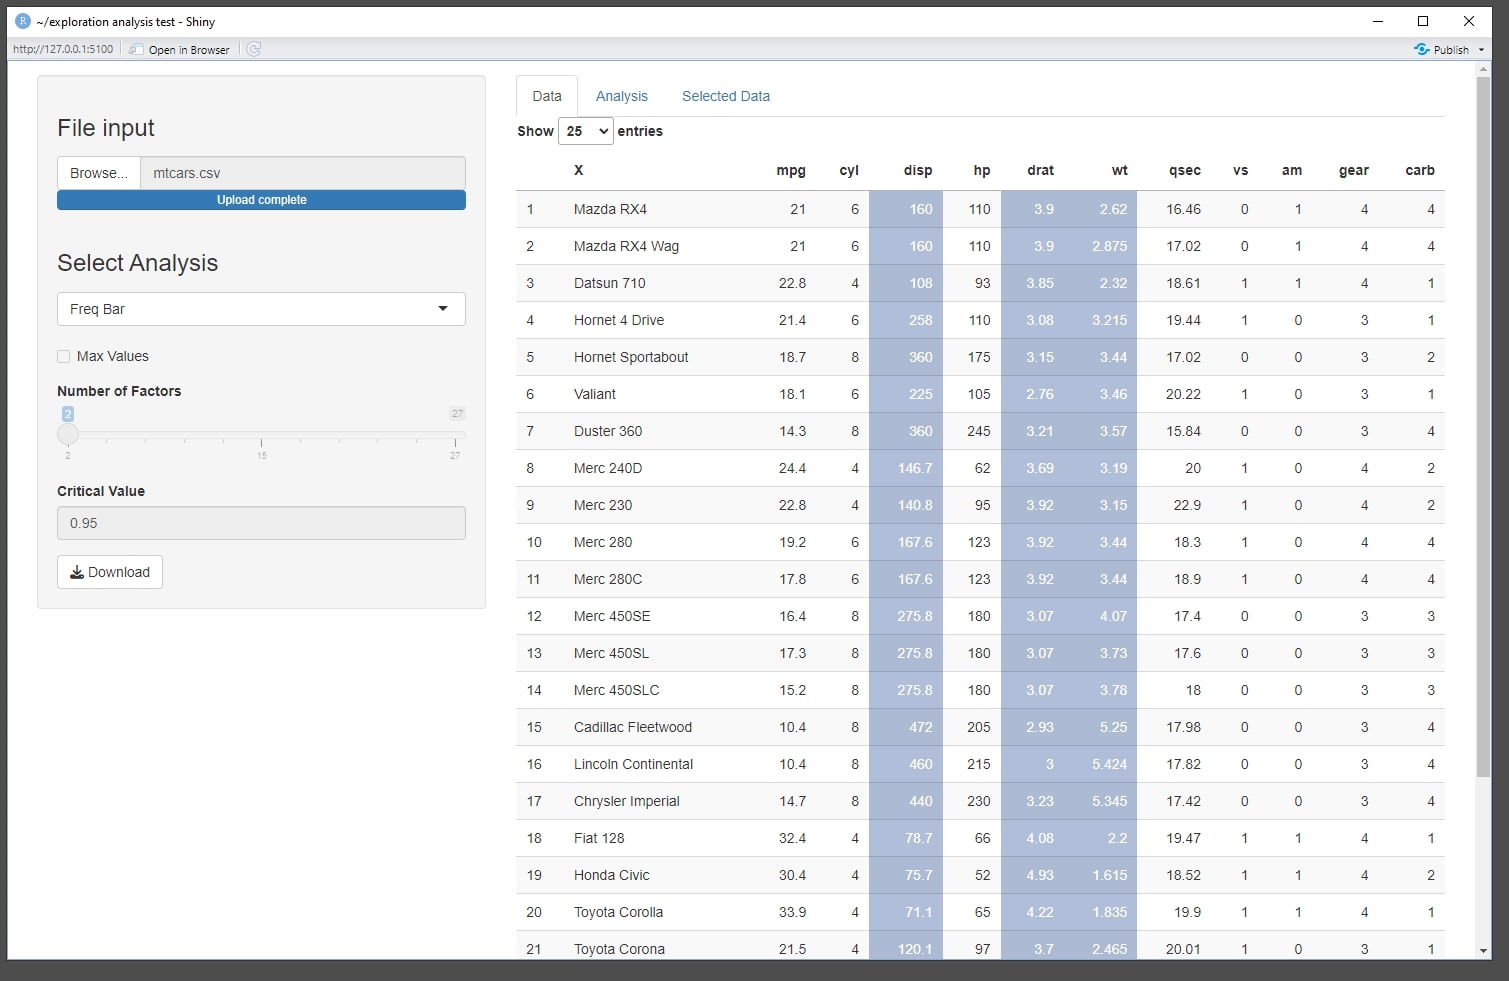 ~/exploration analysis test - Shiny
http://127.0.0.1:5100 Open in Browser Publish
File input
Browse... mtcars.csv
Upload complete
Select Analysis
Freq Bar
Max Values
Number of Factors
2 27
2 15 27
Critical Value
0.95
Download
Data Analysis Selected Data
Show 25 entries
X mpg cyl disp hp drat wt qsec vs am gear carb
1 Mazda RX4 21 6 160 110 3.9 2.62 16.46 0 1 4 4
2 Mazda RX4 Wag 21 6 160 110 3.9 2.875 17.02 0 1 4 4
3 Datsun 710 22.8 4 108 93 3.85 2.32 18.61 1 1 4 1
4 Hornet 4 Drive 21.4 6 258 110 3.08 3.215 19.44 1 0 3 1
5 Hornet Sportabout 18.7 8 360 175 3.15 3.44 17.02 0 0 3 2
6 Valiant 18.1 6 225 105 2.76 3.46 20.22 1 0 3 1
7 Duster 360 14.3 8 360 245 3.21 3.57 15.84 0 0 3 4
8 Merc 240D 24.4 4 146.7 62 3.69 3.19 20 1 0 4 2
9 Merc 230 22.8 4 140.8 95 3.92 3.15 22.9 1 0 4 2
10 Merc 280 19.2 6 167.6 123 3.92 3.44 18.3 1 0 4 4
11 Merc 280C 17.8 6 167.6 123 3.92 3.44 18.9 1 0 4 4
12 Merc 450SE 16.4 8 275.8 180 3.07 4.07 17.4 0 0 3 3
13 Merc 450SL 17.3 8 275.8 180 3.07 3.73 17.6 0 0 3 3
14 Merc 450SLC 15.2 8 275.8 180 3.07 3.78 18 0 0 3 3
15 Cadillac Fleetwood 10.4 8 472 205 2.93 5.25 17.98 0 0 3 4
16 Lincoln Continental 10.4 8 460 215 3 5.424 17.82 0 0 3 4
17 Chrysler Imperial 14.7 8 440 230 3.23 5.345 17.42 0 0 3 4
18 Fiat 128 32.4 4 78.7 66 4.08 2.2 19.47 1 1 4 1
19 Honda Civic 30.4 4 75.7 52 4.93 1.615 18.52 1 1 4 2
20 Toyota Corolla 33.9 4 71.1 65 4.22 1.835 19.9 1 1 4 1
21 Toyota Corona 21.5 4 120.1 97 3.7 2.465 20.01 1 0 3 1